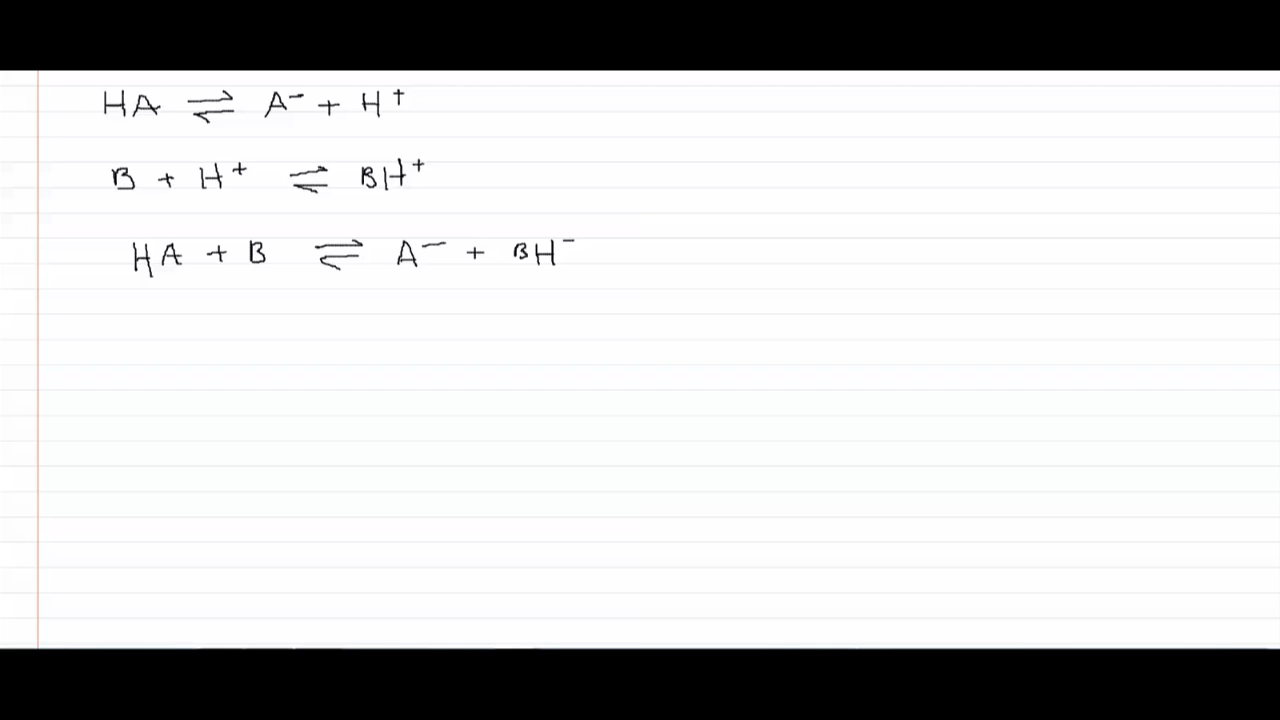 HA ⇌ A⁻ + H⁺
B + H⁺ ⇌ BH⁺
HA + B ⇌ A⁻ + BH⁻